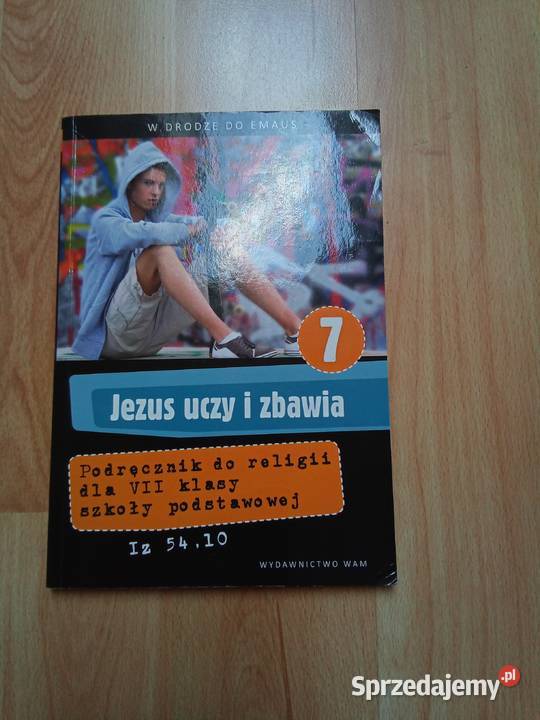 W DRODZE DO EMAUS
7
Jezus uczy i zbawia
Podręcznik do religii
dla VII klasy
szkoły podstawowej
Iz 54,10
WYDAWNICTWO WAM
Sprzedajemy.pl